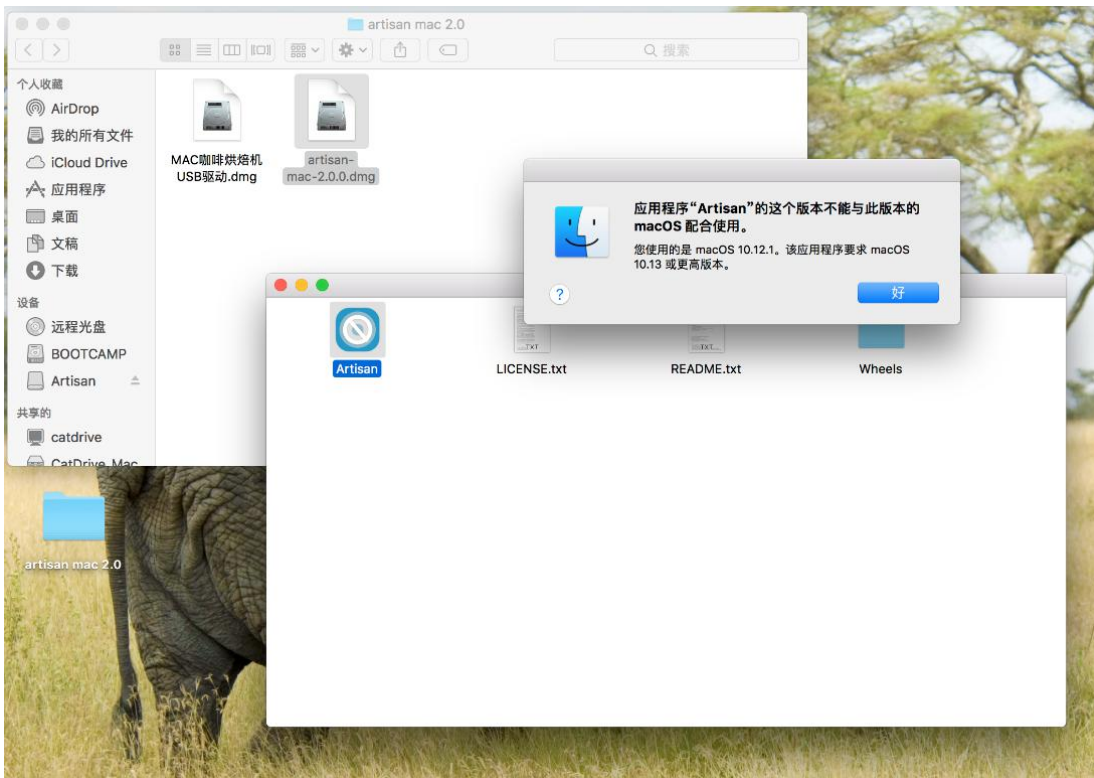 artisan mac 2.0
搜索
个人收藏
AirDrop
我的所有文件
iCloud Drive
应用程序
桌面
文稿
下载
设备
远程光盘
BOOTCAMP
Artisan
共享的
catdrive
CatDrive_Mac
MAC咖啡烘焙机
USB驱动.dmg
artisan-
mac-2.0.0.dmg
应用程序“Artisan”的这个版本不能与此版本的
macOS 配合使用。
您使用的是 macOS 10.12.1。该应用程序要求 macOS
10.13 或更高版本。
?
好
Artisan
TXT
LICENSE.txt
TXT
README.txt
Wheels
artisan mac 2.0